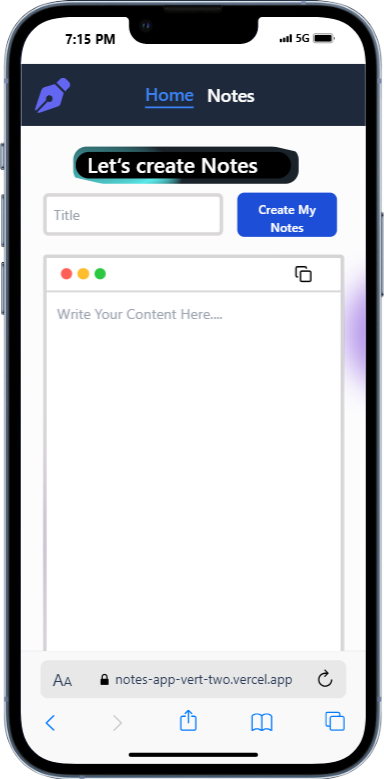 7:15 PM 5G
Home Notes
Let's create Notes
Title
Create My
Notes
Write Your Content Here....
AA notes-app-vert-two.vercel.app